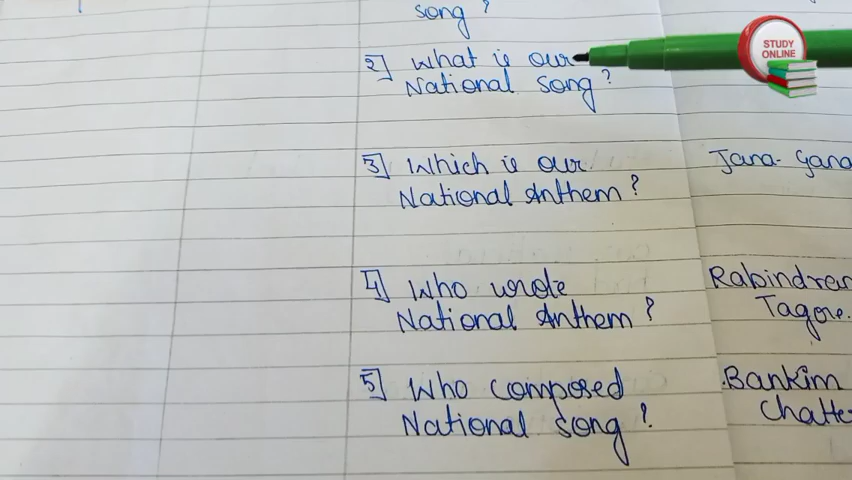 song?
2] What is our
National song?
STUDY
ONLINE
3] Which is our
National Anthem?
Jana-Gana
4] Who wrote
National Anthem?
Rabindran
Tagore.
5] Who composed
National song?
Bankim
Chatte